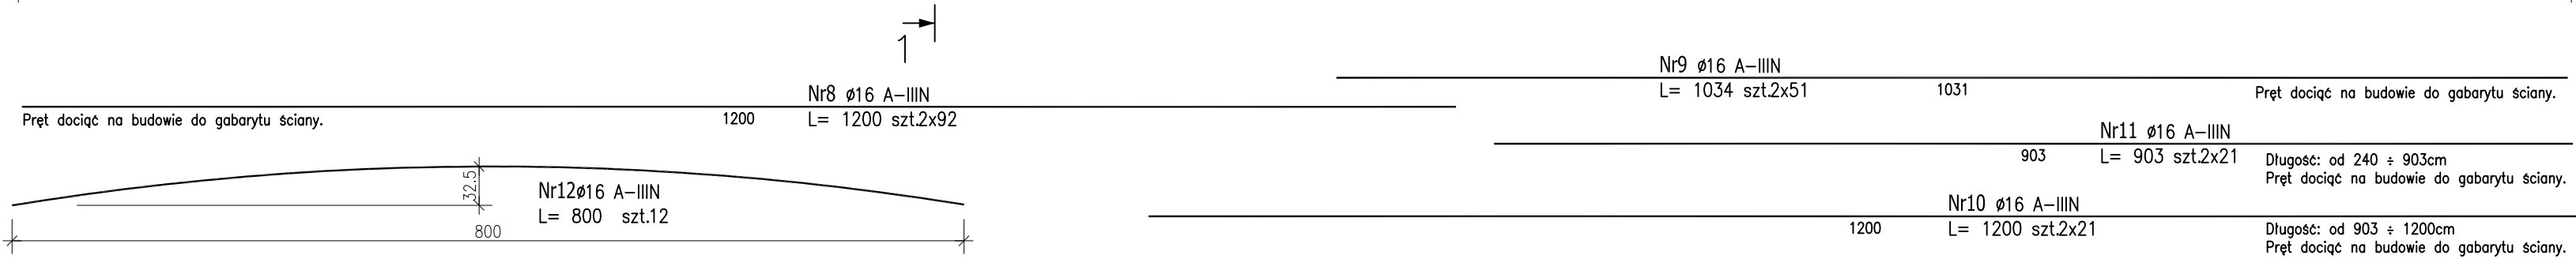 1
Nr8 ø16 A-IIIN
1200 L= 1200 szt.2x92
Pręt dociąć na budowie do gabarytu ściany.
Nr9 ø16 A-IIIN
L= 1034 szt.2x51 1031
Pręt dociąć na budowie do gabarytu ściany.
Nr11 ø16 A-IIIN
903 L= 903 szt.2x21
Długość: od 240 ÷ 903cm
Pręt dociąć na budowie do gabarytu ściany.
32.5
Nr12ø16 A-IIIN
L= 800 szt.12
800
Nr10 ø16 A-IIIN
1200 L= 1200 szt.2x21
Długość: od 903 ÷ 1200cm
Pręt dociąć na budowie do gabarytu ściany.